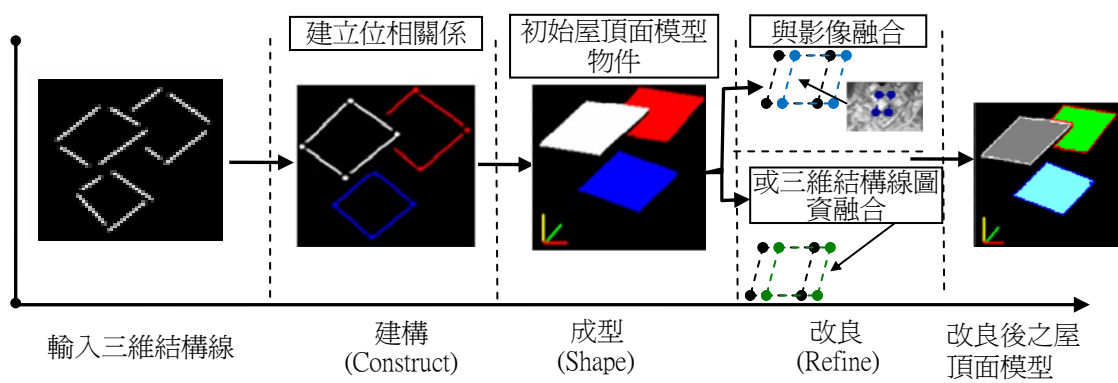 建立位相關係
初始屋頂面模型
物件
與影像融合
或三維結構線圖
資融合
輸入三維結構線
建構
(Construct)
成型
(Shape)
改良
(Refine)
改良後之屋
頂面模型